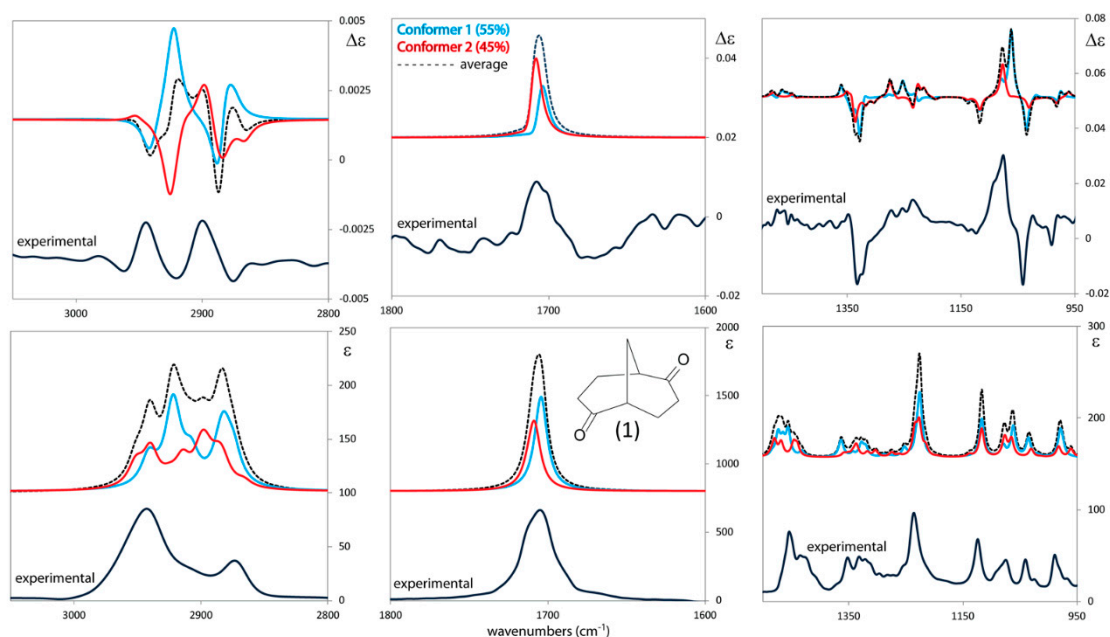 0.005
Δε
0.0025
0
-0.0025
-0.005
experimental
3000
2900
2800
Conformer 1 (55%)
Conformer 2 (45%)
average
Δε
0.04
0.02
0
-0.02
experimental
1800
1700
1600
0.08
Δε
0.06
0.04
0.02
0
-0.02
experimental
1350
1150
950
250
ε
200
150
100
50
0
experimental
3000
2900
2800
2000
ε
1500
1000
500
0
O
O
(1)
experimental
1800
1700
1600
wavenumbers (cm⁻¹)
300
ε
200
100
0
experimental
1350
1150
950